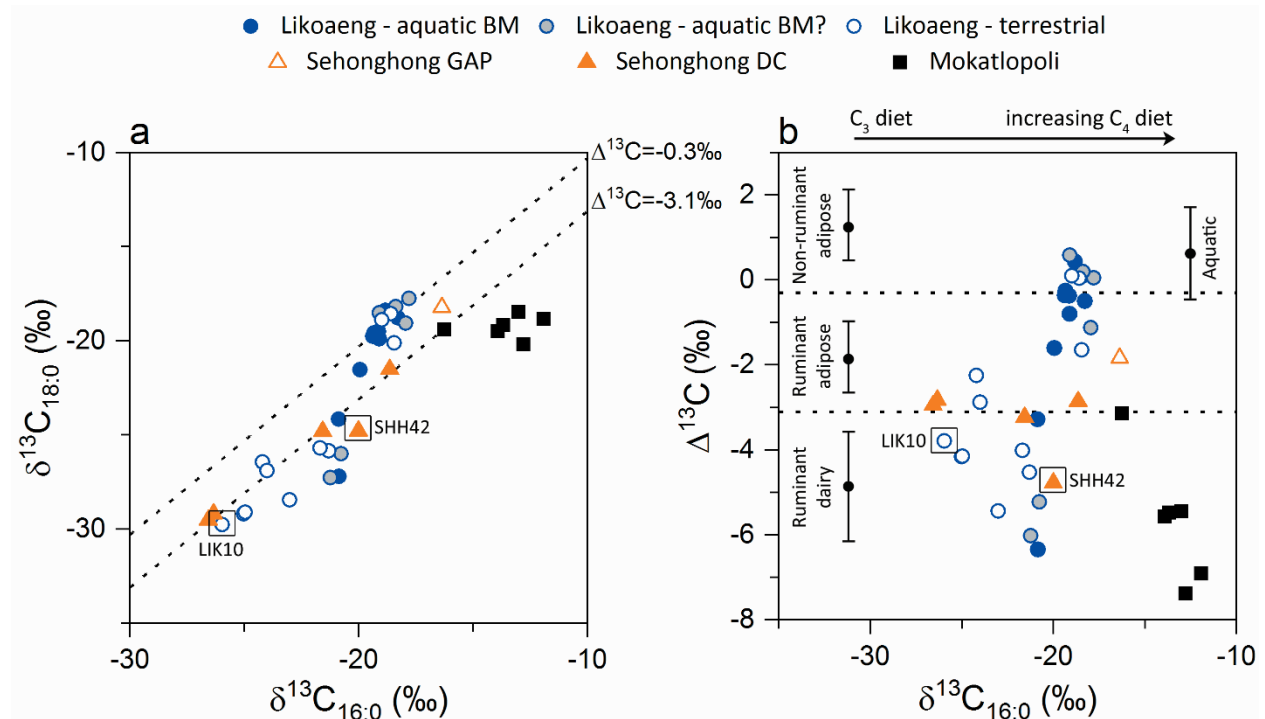 Likoaeng - aquatic BM Likoaeng - aquatic BM? Likoaeng - terrestrial
Sehonghong GAP Sehonghong DC Mokatlopoli
a
-10
-20
-30
δ¹³C₁₈:₀ (‰)
Δ¹³C=-0.3‰
Δ¹³C=-3.1‰
SHH42
LIK10
-30 -20 -10
δ¹³C₁₆:₀ (‰)
b
C₃ diet increasing C₄ diet
2
0
-2
-4
-6
-8
Δ¹³C (‰)
Non-ruminant
adipose
Ruminant
adipose
Ruminant
dairy
Aquatic
LIK10
SHH42
-30 -20 -10
δ¹³C₁₆:₀ (‰)